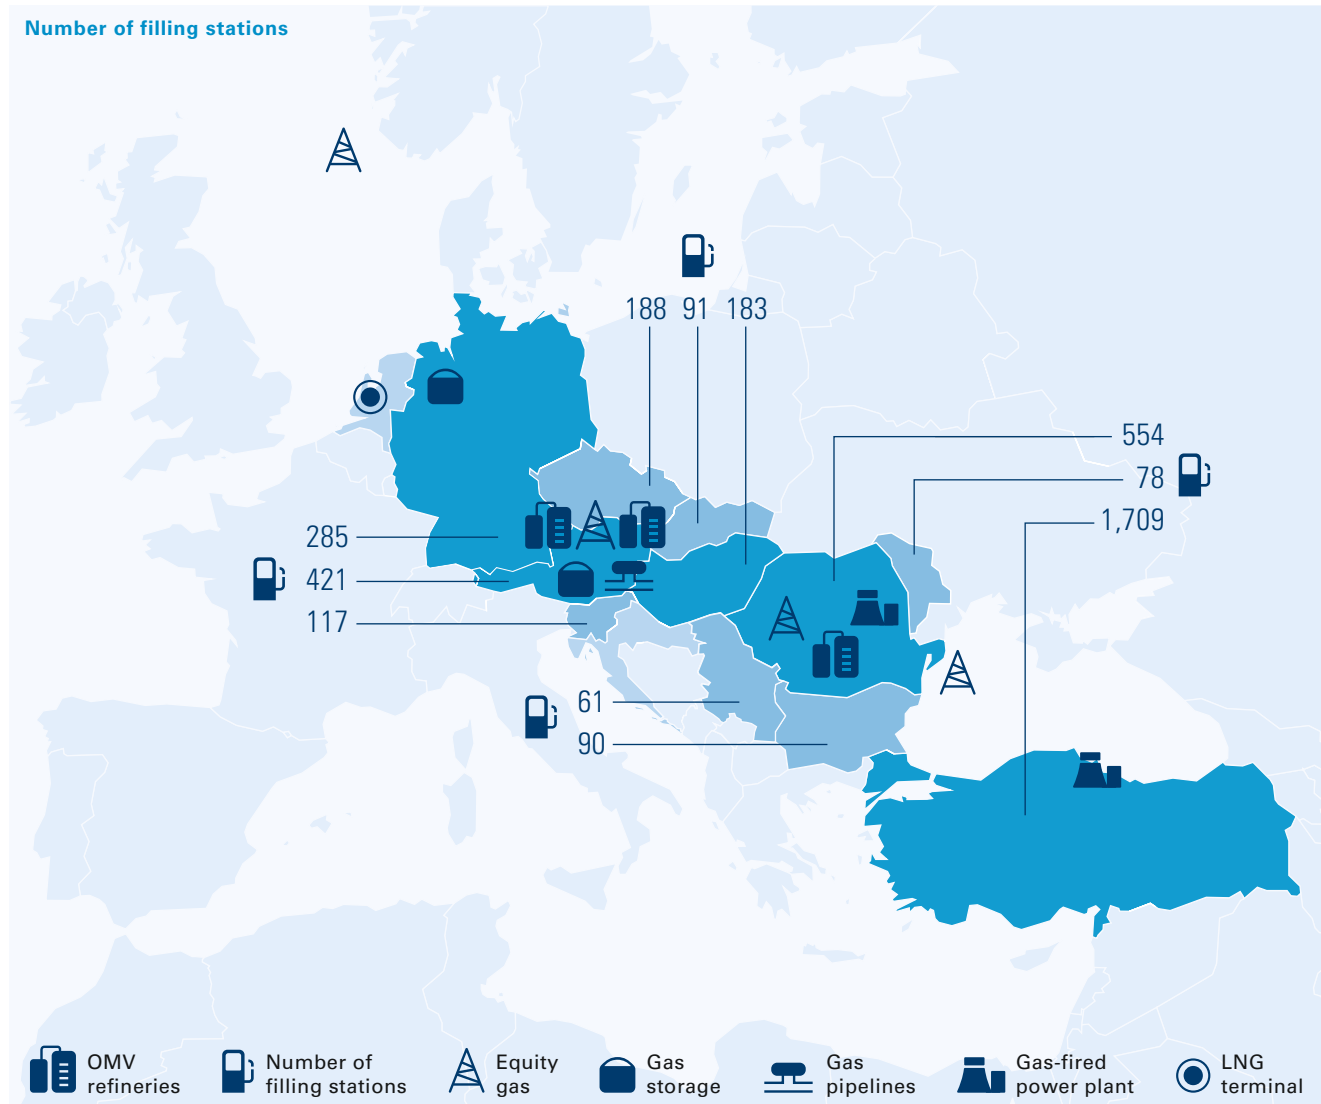 Number of filling stations
188 91 183
554
78
1,709
285
421
117
61
90
OMV
refineries
Number of
filling stations
Equity
gas
Gas
storage
Gas
pipelines
Gas-fired
power plant
LNG
terminal